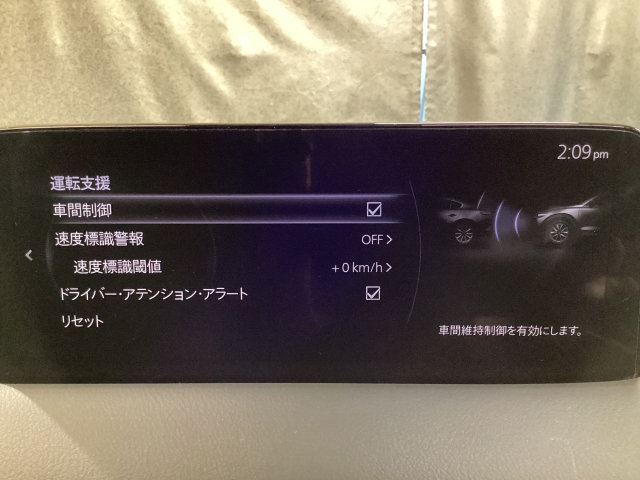 2:09 pm
運転支援
車間制御
速度標識警報 OFF
速度標識閾値 +0 km/h
ドライバー・アテンション・アラート
リセット
車間維持制御を有効にします。